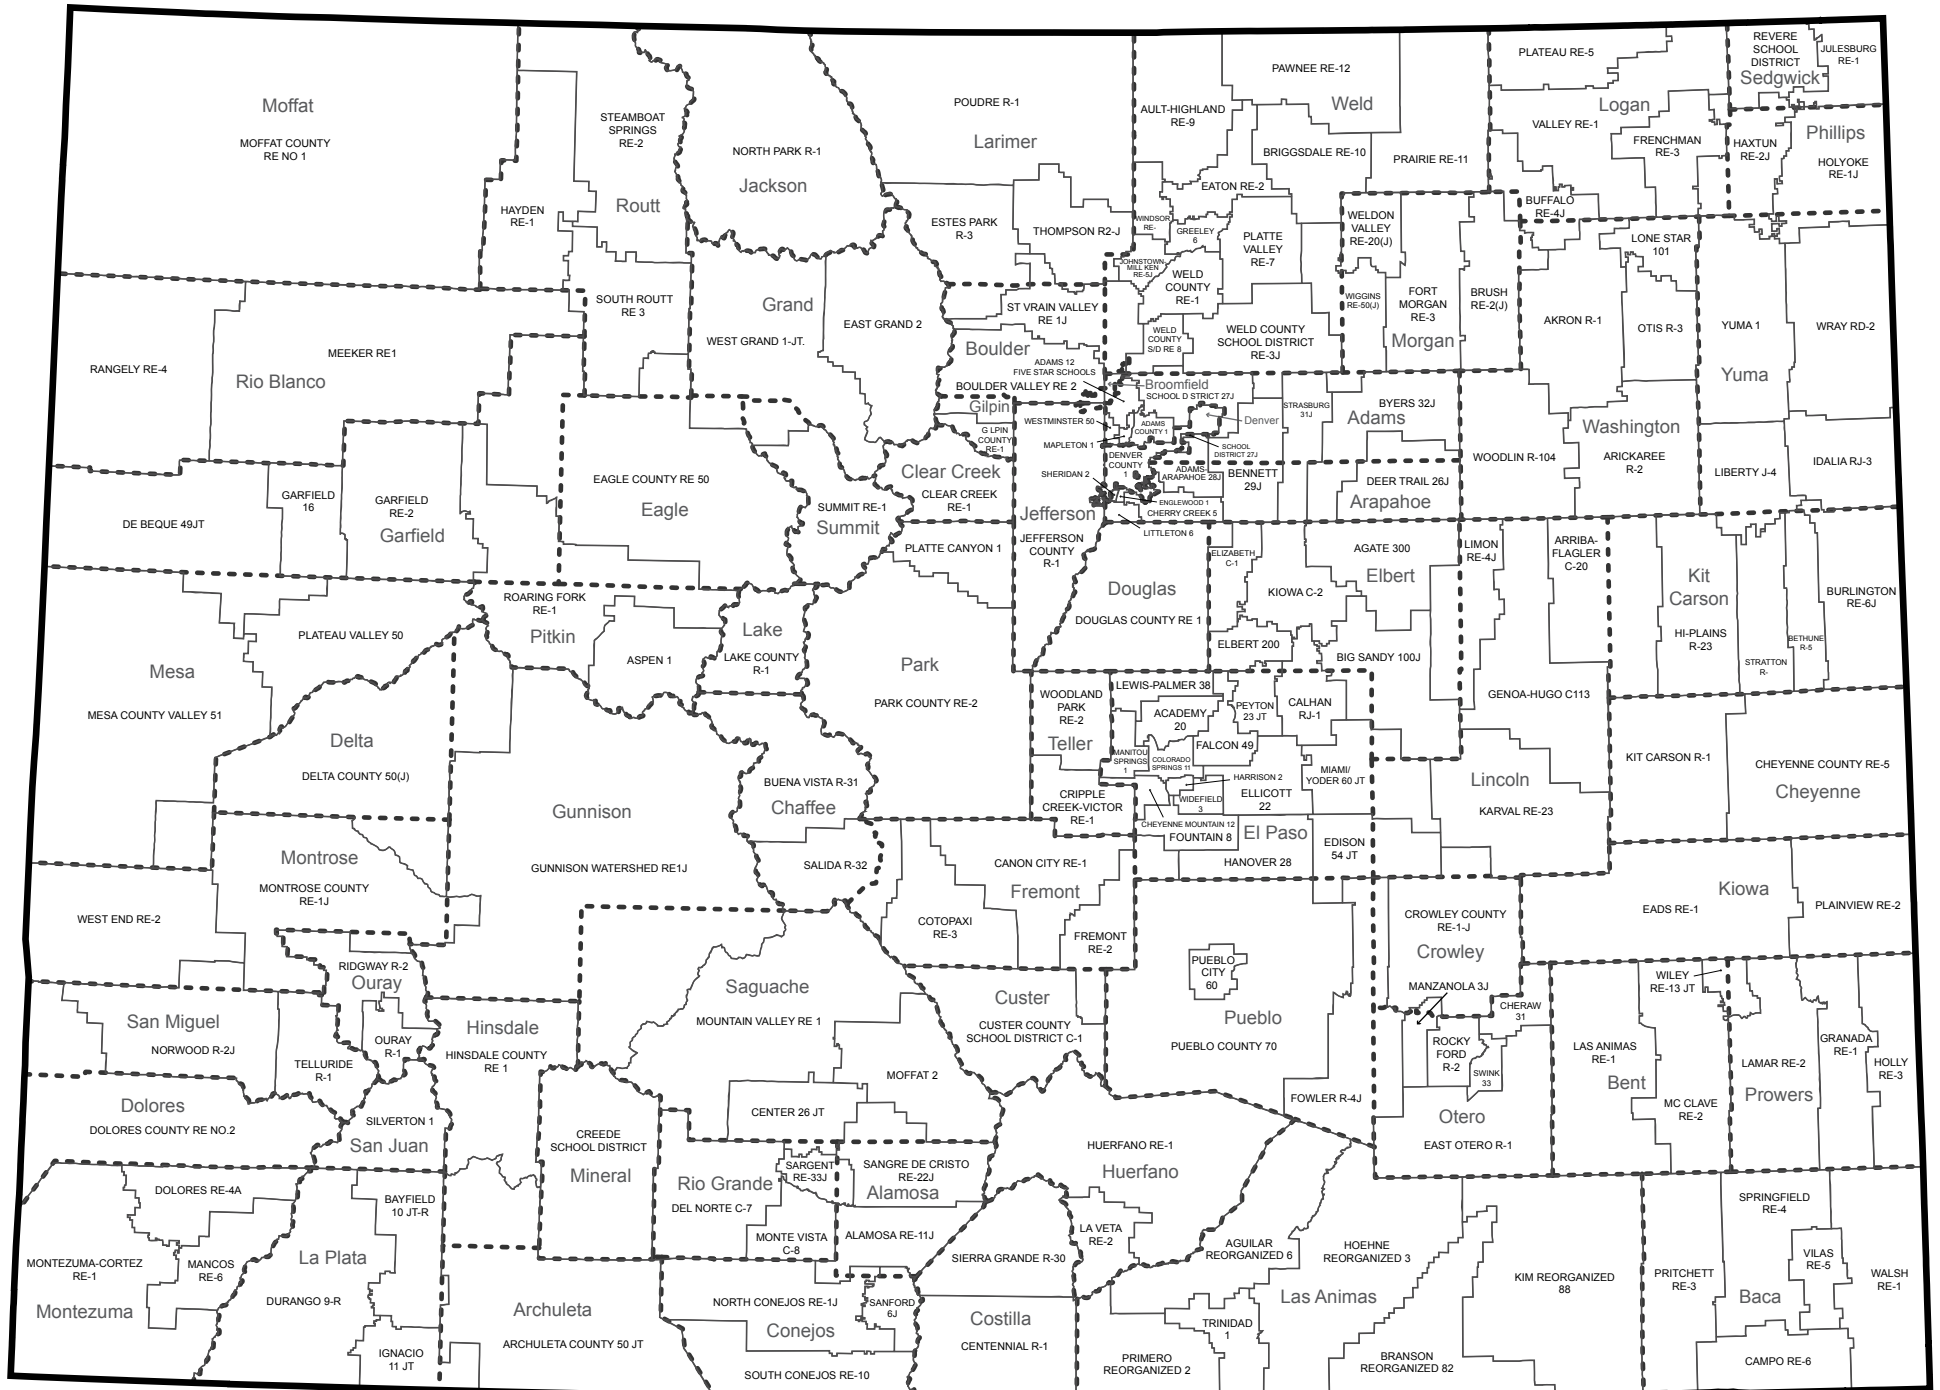 Moffat
MOFFAT COUNTY
RE NO 1
HAYDEN
RE-1
STEAMBOAT
SPRINGS
RE-2
Routt
SOUTH ROUTT
RE 3
NORTH PARK R-1
Jackson
POUDRE R-1
Larimer
ESTES PARK
R-3
THOMPSON R2-J
AULT-HIGHLAND
RE-9
PAWNEE RE-12
Weld
BRIGGSDALE RE-10
PRAIRIE RE-11
EATON RE-2
WINDSOR
RE-
GREELEY
6
PLATTE
VALLEY
RE-7
JOHNSTOWN-
MILL KEN
RE-5J
WELD
COUNTY
RE-1
WELD
COUNTY
S/D RE 8
WELD COUNTY
SCHOOL DISTRICT
RE-3J
PLATEAU RE-5
Logan
VALLEY RE-1
FRENCHMAN
RE-3
BUFFALO
RE-4J
REVERE
SCHOOL
DISTRICT
JULESBURG
RE-1
Sedgwick
Phillips
HAXTUN
RE-2J
HOLYOKE
RE-1J
WELDON
VALLEY
RE-20(J)
WIGGINS
RE-50(J)
FORT
MORGAN
RE-3
BRUSH
RE-2(J)
Morgan
LONE STAR
101
AKRON R-1
OTIS R-3
Washington
ARICKAREE
R-2
WOODLIN R-104
YUMA 1
WRAY RD-2
Yuma
LIBERTY J-4
IDALIA RJ-3
RANGELY RE-4
MEEKER RE1
Rio Blanco
Grand
WEST GRAND 1-JT.
EAST GRAND 2
ST VRAIN VALLEY
RE 1J
Boulder
ADAMS 12
FIVE STAR SCHOOLS
BOULDER VALLEY RE 2
Broomfield
SCHOOL D STRICT 27J
Gilpin
G LPIN
COUNTY
RE-1
WESTMINSTER 50
ADAMS
COUNTY 1
Denver
MAPLETON 1
SCHOOL
DISTRICT 27J
STRASBURG
31J
BYERS 32J
Adams
DENVER
COUNTY
1
SHERIDAN 2
ADAMS-
ARAPAHOE 28J
BENNETT
29J
DEER TRAIL 26J
Arapahoe
ENGLEWOOD 1
CHERRY CREEK 5
LITTLETON 6
Clear Creek
CLEAR CREEK
RE-1
Jefferson
JEFFERSON
COUNTY
R-1
DE BEQUE 49JT
GARFIELD
16
GARFIELD
RE-2
Garfield
EAGLE COUNTY RE 50
Eagle
SUMMIT RE-1
Summit
PLATTE CANYON 1
ELIZABETH
C-1
AGATE 300
Elbert
KIOWA C-2
ELBERT 200
BIG SANDY 100J
Douglas
DOUGLAS COUNTY RE 1
LIMON
RE-4J
ARRIBA-
FLAGLER
C-20
GENOA-HUGO C113
Lincoln
KARVAL RE-23
Kit
Carson
HI-PLAINS
R-23
STRATTON
R-
BETHUNE
R-5
BURLINGTON
RE-6J
ROARING FORK
RE-1
Pitkin
ASPEN 1
Lake
LAKE COUNTY
R-1
PLATEAU VALLEY 50
Mesa
MESA COUNTY VALLEY 51
Park
PARK COUNTY RE-2
WOODLAND
PARK
RE-2
Teller
CRIPPLE
CREEK-VICTOR
RE-1
LEWIS-PALMER 38
ACADEMY
20
PEYTON
23 JT
CALHAN
RJ-1
FALCON 49
MANITOU
SPRINGS
1
COLORADO
SPRINGS 11
HARRISON 2
MIAMI/
YODER 60 JT
WIDEFIELD
3
ELLICOTT
22
CHEYENNE MOUNTAIN 12
FOUNTAIN 8
El Paso
EDISON
54 JT
HANOVER 28
Delta
DELTA COUNTY 50(J)
Gunnison
GUNNISON WATERSHED RE1J
BUENA VISTA R-31
Chaffee
SALIDA R-32
KIT CARSON R-1
CHEYENNE COUNTY RE-5
Cheyenne
Montrose
MONTROSE COUNTY
RE-1J
WEST END RE-2
CANON CITY RE-1
Fremont
COTOPAXI
RE-3
FREMONT
RE-2
Kiowa
EADS RE-1
PLAINVIEW RE-2
CROWLEY COUNTY
RE-1-J
Crowley
MANZANOLA 3J
CHERAW
31
ROCKY
FORD
R-2
SWINK
33
FOWLER R-4J
Otero
EAST OTERO R-1
PUEBLO
CITY
60
Pueblo
PUEBLO COUNTY 70
RIDGWAY R-2
Ouray
OURAY
R-1
San Miguel
NORWOOD R-2J
TELLURIDE
R-1
Hinsdale
HINSDALE COUNTY
RE 1
Saguache
MOUNTAIN VALLEY RE 1
MOFFAT 2
CENTER 26 JT
Custer
CUSTER COUNTY
SCHOOL DISTRICT C-1
LAS ANIMAS
RE-1
Bent
MC CLAVE
RE-2
WILEY
RE-13 JT
LAMAR RE-2
Prowers
GRANADA
RE-1
HOLLY
RE-3
Dolores
DOLORES COUNTY RE NO.2
SILVERTON 1
San Juan
CREEDE
SCHOOL DISTRICT
Mineral
Rio Grande
DEL NORTE C-7
SARGENT
RE-33J
MONTE VISTA
C-8
SANGRE DE CRISTO
RE-22J
Alamosa
ALAMOSA RE-11J
HUERFANO RE-1
Huerfano
LA VETA
RE-2
DOLORES RE-4A
MONTEZUMA-CORTEZ
RE-1
MANCOS
RE-6
Montezuma
BAYFIELD
10 JT-R
La Plata
DURANGO 9-R
IGNACIO
11 JT
Archuleta
ARCHULETA COUNTY 50 JT
NORTH CONEJOS RE-1J
SANFORD
6J
Conejos
SOUTH CONEJOS RE-10
SIERRA GRANDE R-30
Costilla
CENTENNIAL R-1
AGUILAR
REORGANIZED 6
HOEHNE
REORGANIZED 3
Las Animas
TRINIDAD
1
PRIMERO
REORGANIZED 2
BRANSON
REORGANIZED 82
KIM REORGANIZED
88
PRITCHETT
RE-3
SPRINGFIELD
RE-4
VILAS
RE-5
WALSH
RE-1
Baca
CAMPO RE-6